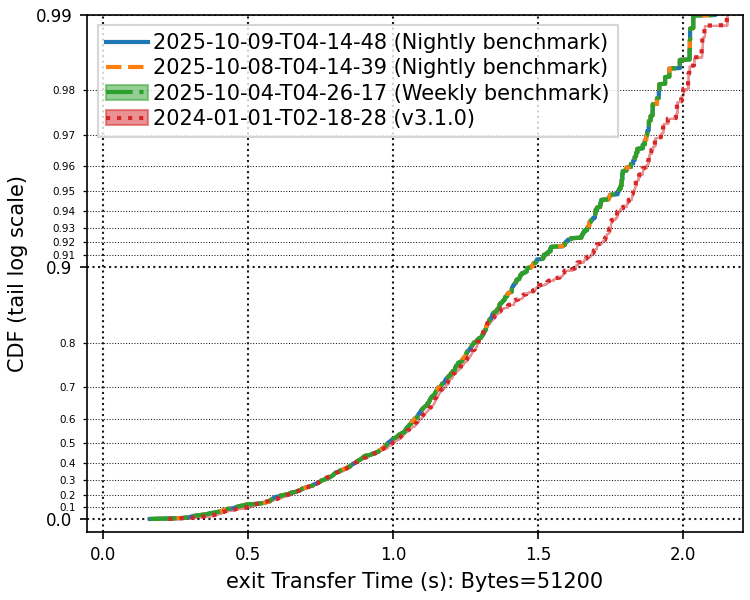 0.99
2025-10-09-T04-14-48 (Nightly benchmark)
2025-10-08-T04-14-39 (Nightly benchmark)
2025-10-04-T04-26-17 (Weekly benchmark)
2024-01-01-T02-18-28 (v3.1.0)
0.98
0.97
0.96
0.95
0.94
0.93
0.92
0.91
0.9
0.8
0.7
0.6
0.5
0.4
0.3
0.2
0.1
0.0
CDF (tail log scale)
0.0 0.5 1.0 1.5 2.0
exit Transfer Time (s): Bytes=51200